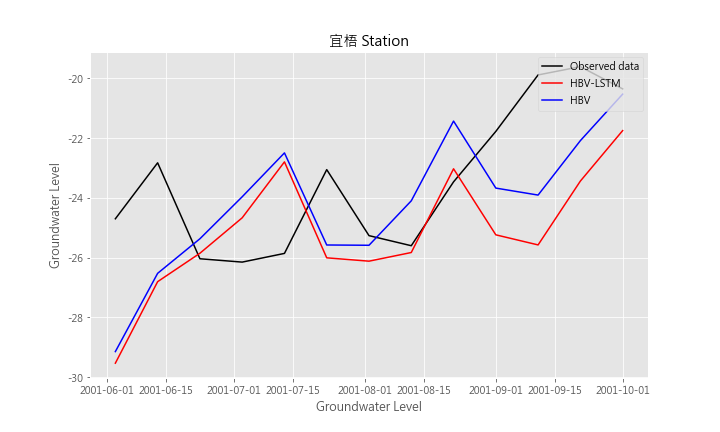 宜梧 Station
Observed data
HBV-LSTM
HBV
Groundwater Level
-20
-22
-24
-26
-28
-30
2001-06-01 2001-06-15 2001-07-01 2001-07-15 2001-08-01 2001-08-15 2001-09-01 2001-09-15 2001-10-01
Groundwater Level